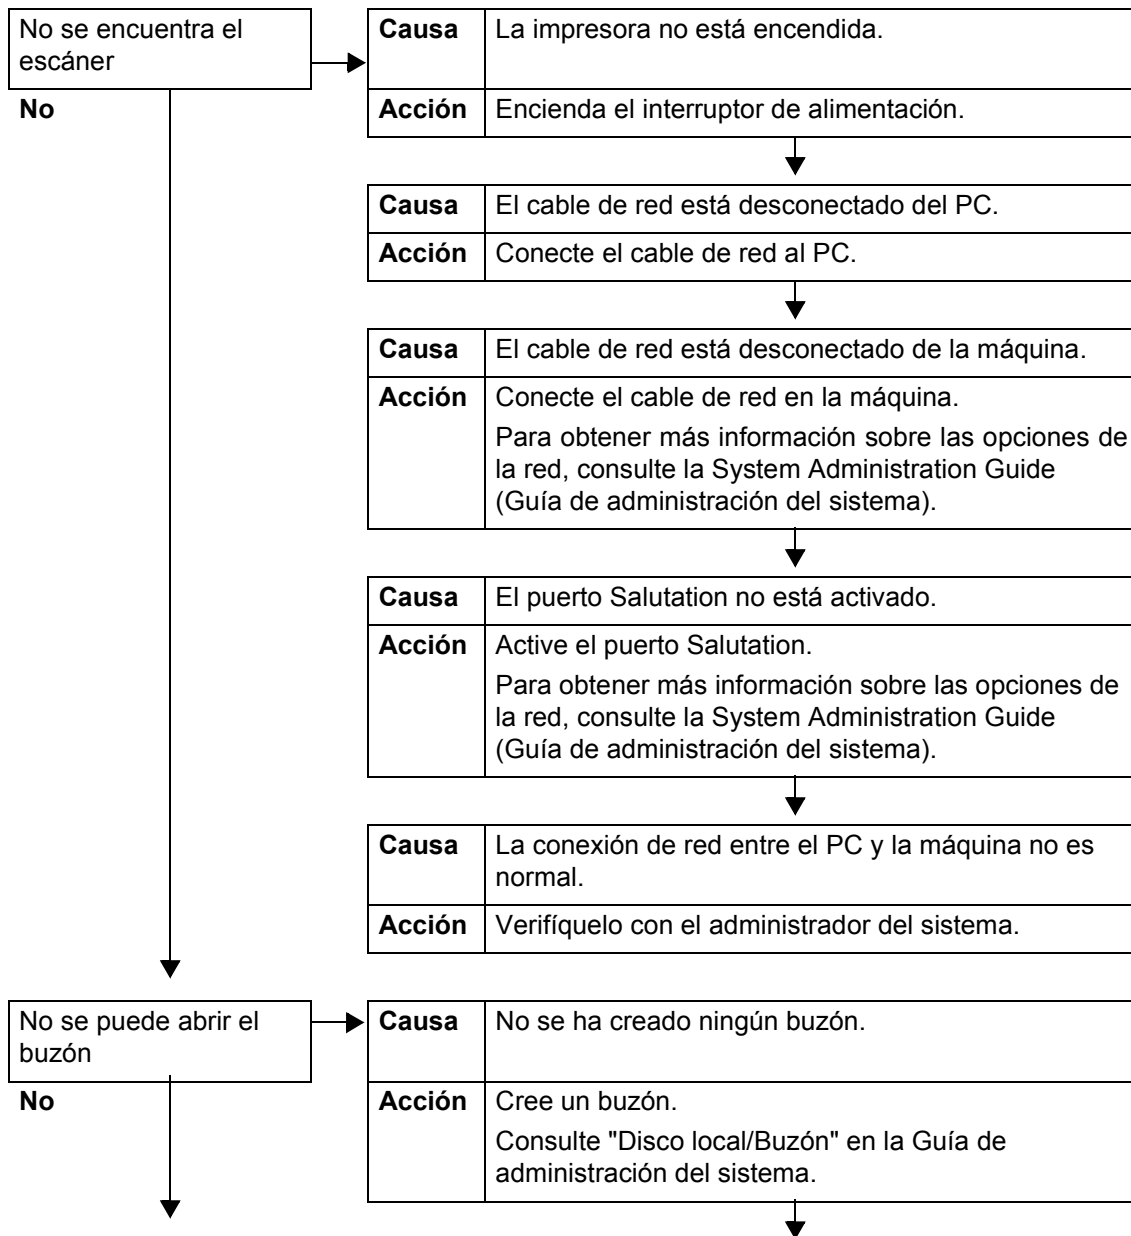 No se encuentra el
escáner
No
Causa
La impresora no está encendida.
Acción
Encienda el interruptor de alimentación.
Causa
El cable de red está desconectado del PC.
Acción
Conecte el cable de red al PC.
Causa
El cable de red está desconectado de la máquina.
Acción
Conecte el cable de red en la máquina.
Para obtener más información sobre las opciones de
la red, consulte la System Administration Guide
(Guía de administración del sistema).
Causa
El puerto Salutation no está activado.
Acción
Active el puerto Salutation.
Para obtener más información sobre las opciones de
la red, consulte la System Administration Guide
(Guía de administración del sistema).
Causa
La conexión de red entre el PC y la máquina no es
normal.
Acción
Verifíquelo con el administrador del sistema.
No se puede abrir el
buzón
No
Causa
No se ha creado ningún buzón.
Acción
Cree un buzón.
Consulte "Disco local/Buzón" en la Guía de
administración del sistema.